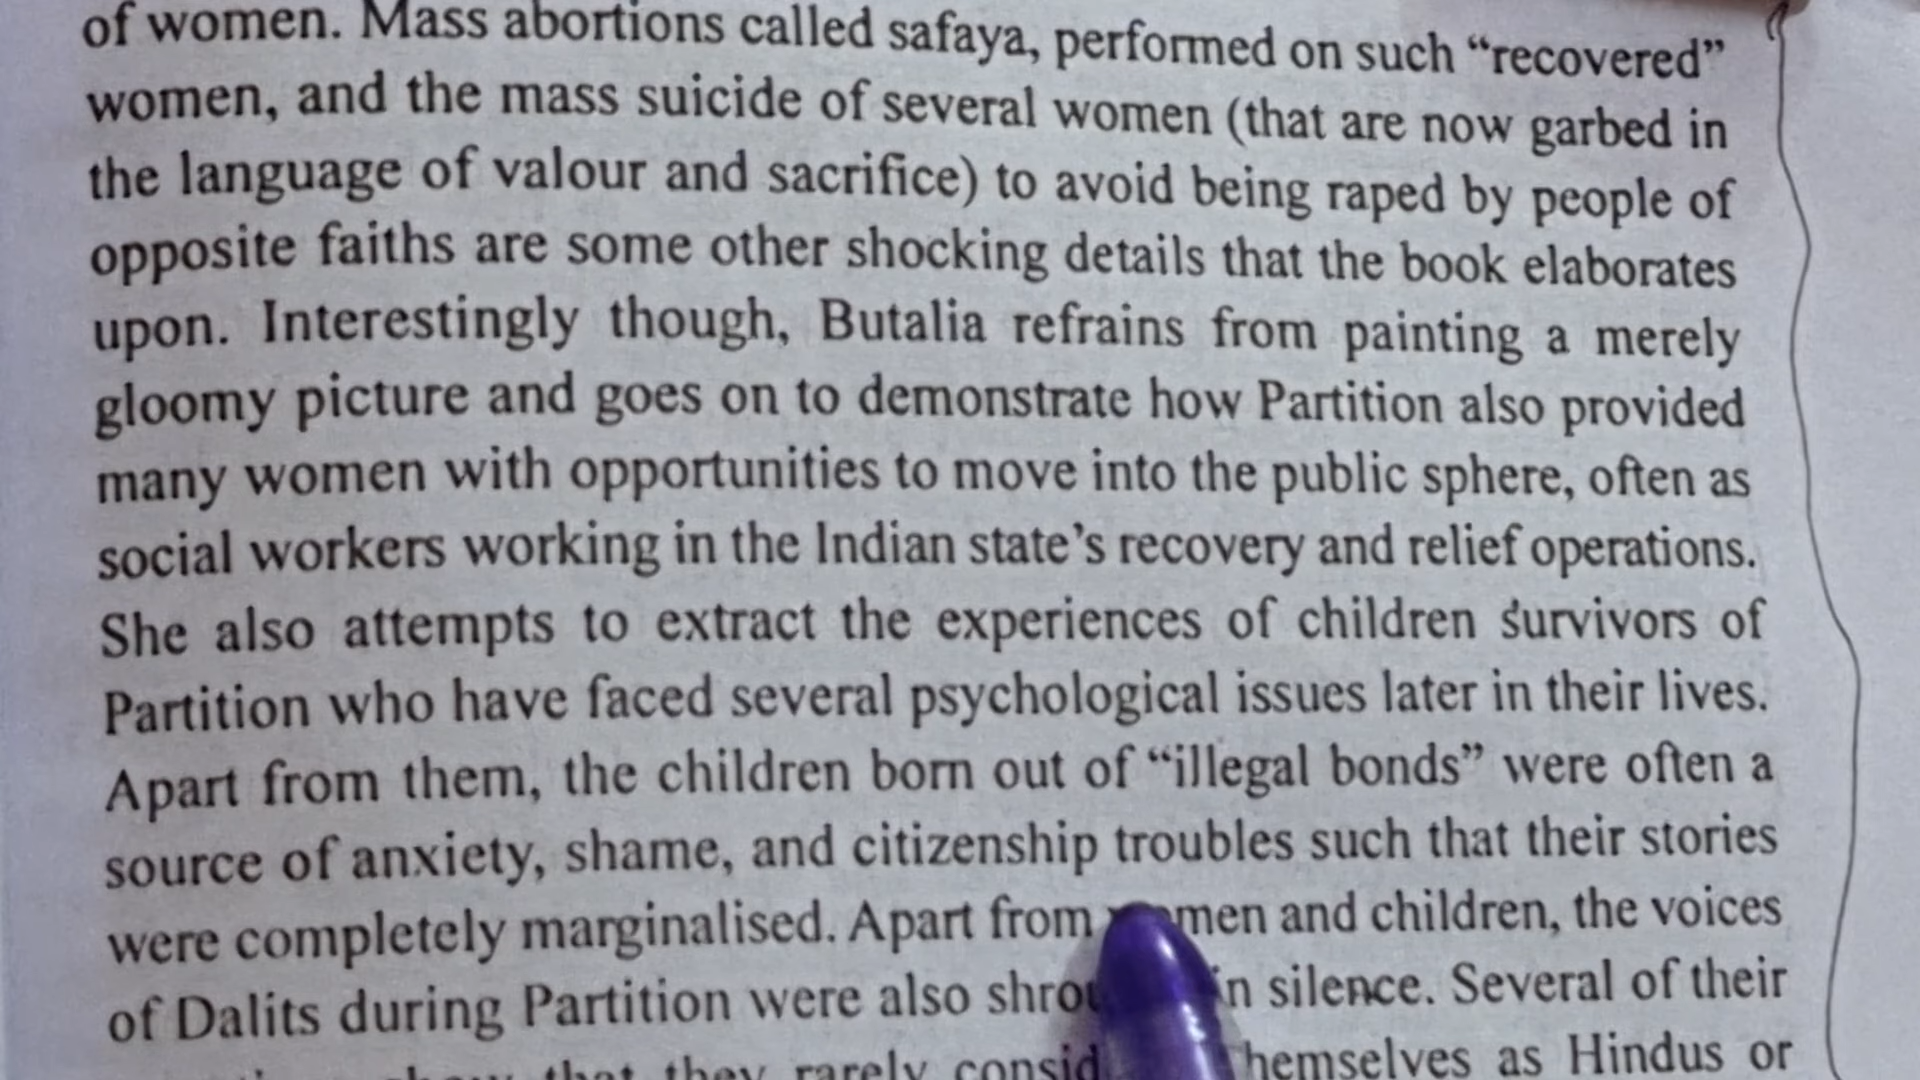 of women. Mass abortions called safaya, performed on such “recovered”
women, and the mass suicide of several women (that are now garbed in
the language of valour and sacrifice) to avoid being raped by people of
opposite faiths are some other shocking details that the book elaborates
upon. Interestingly though, Butalia refrains from painting a merely
gloomy picture and goes on to demonstrate how Partition also provided
many women with opportunities to move into the public sphere, often as
social workers working in the Indian state’s recovery and relief operations.
She also attempts to extract the experiences of children survivors of
Partition who have faced several psychological issues later in their lives.
Apart from them, the children born out of “illegal bonds” were often a
source of anxiety, shame, and citizenship troubles such that their stories
were completely marginalised. Apart from women and children, the voices
of Dalits during Partition were also in silence. Several of their
show that they rarely themselves as Hindus or